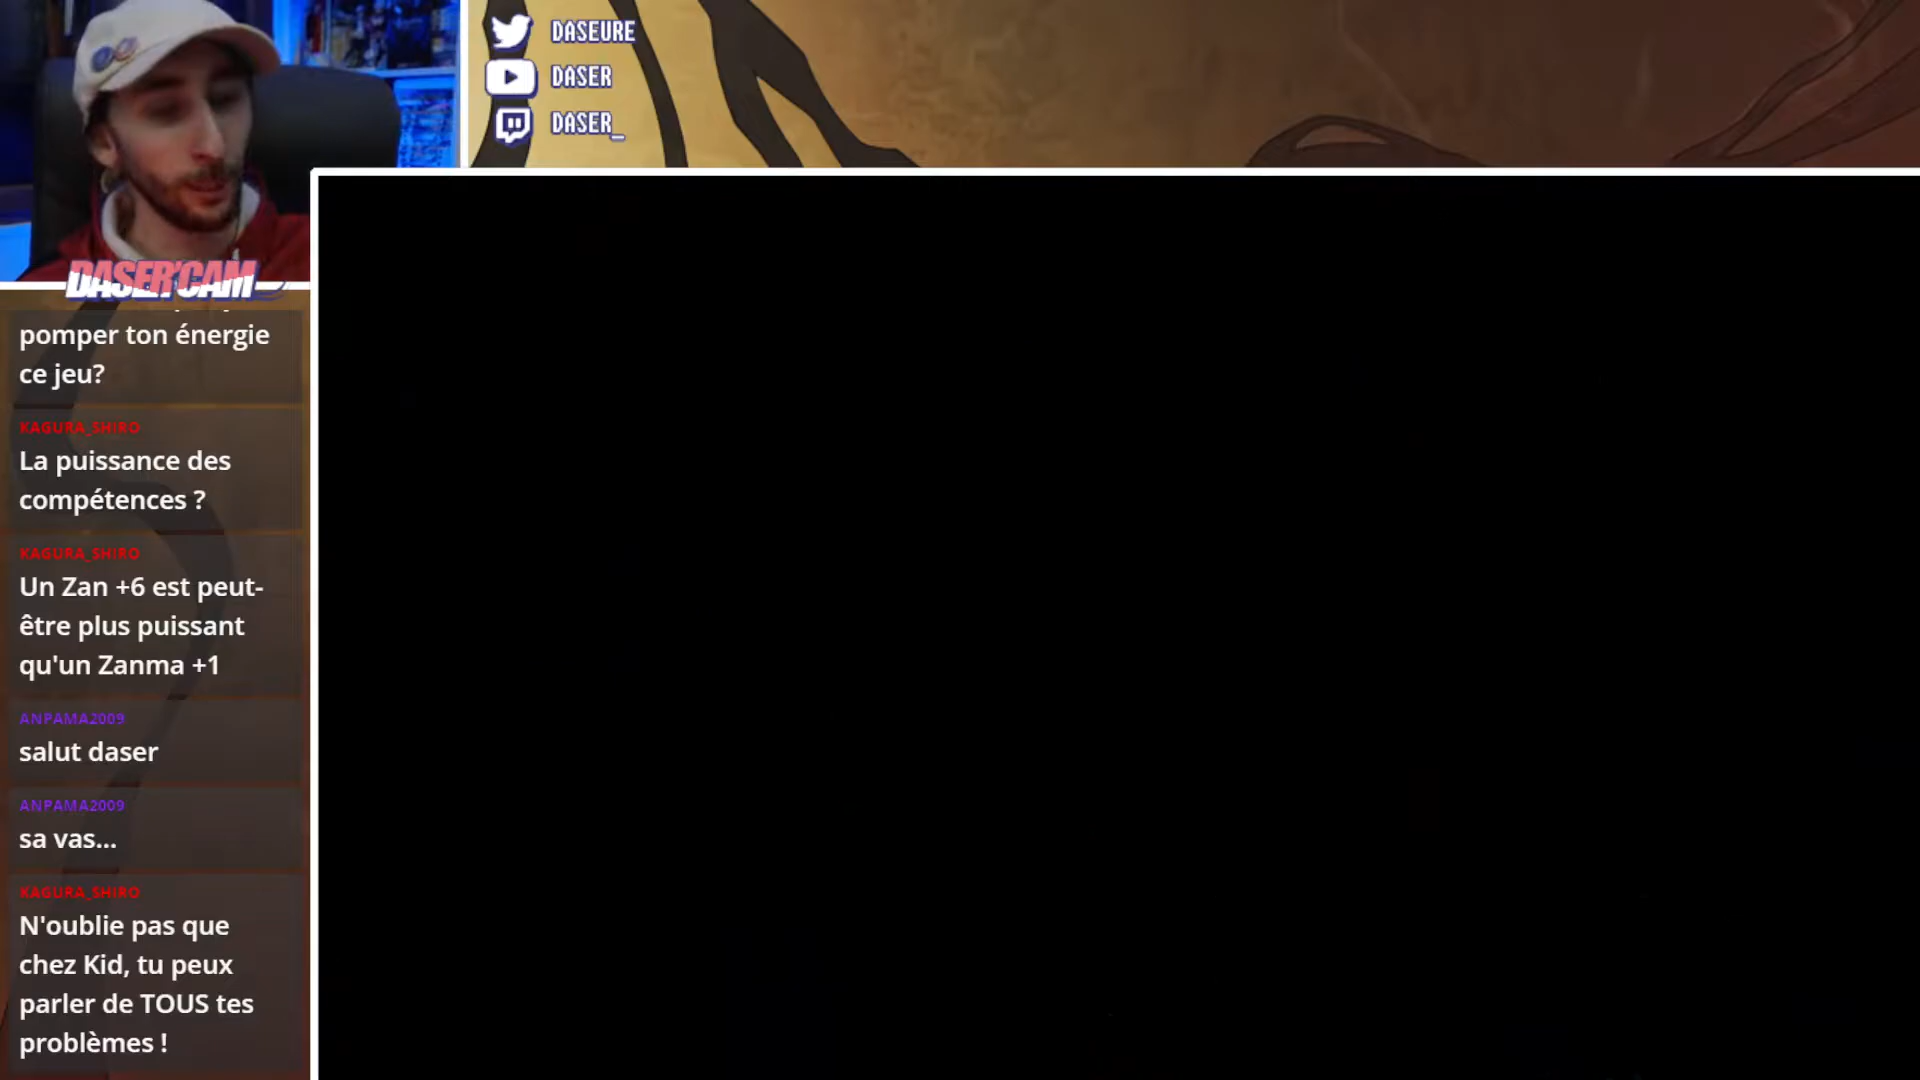 DASEURE
DASER
DASER_
DASER'CAM
pomper ton énergie
ce jeu?
KAGURA_SHIRO
La puissance des
compétences ?
KAGURA_SHIRO
Un Zan +6 est peut-
être plus puissant
qu'un Zanma +1
ANPAMA2009
salut daser
ANPAMA2009
sa vas...
KAGURA_SHIRO
N'oublie pas que
chez Kid, tu peux
parler de TOUS tes
problèmes !